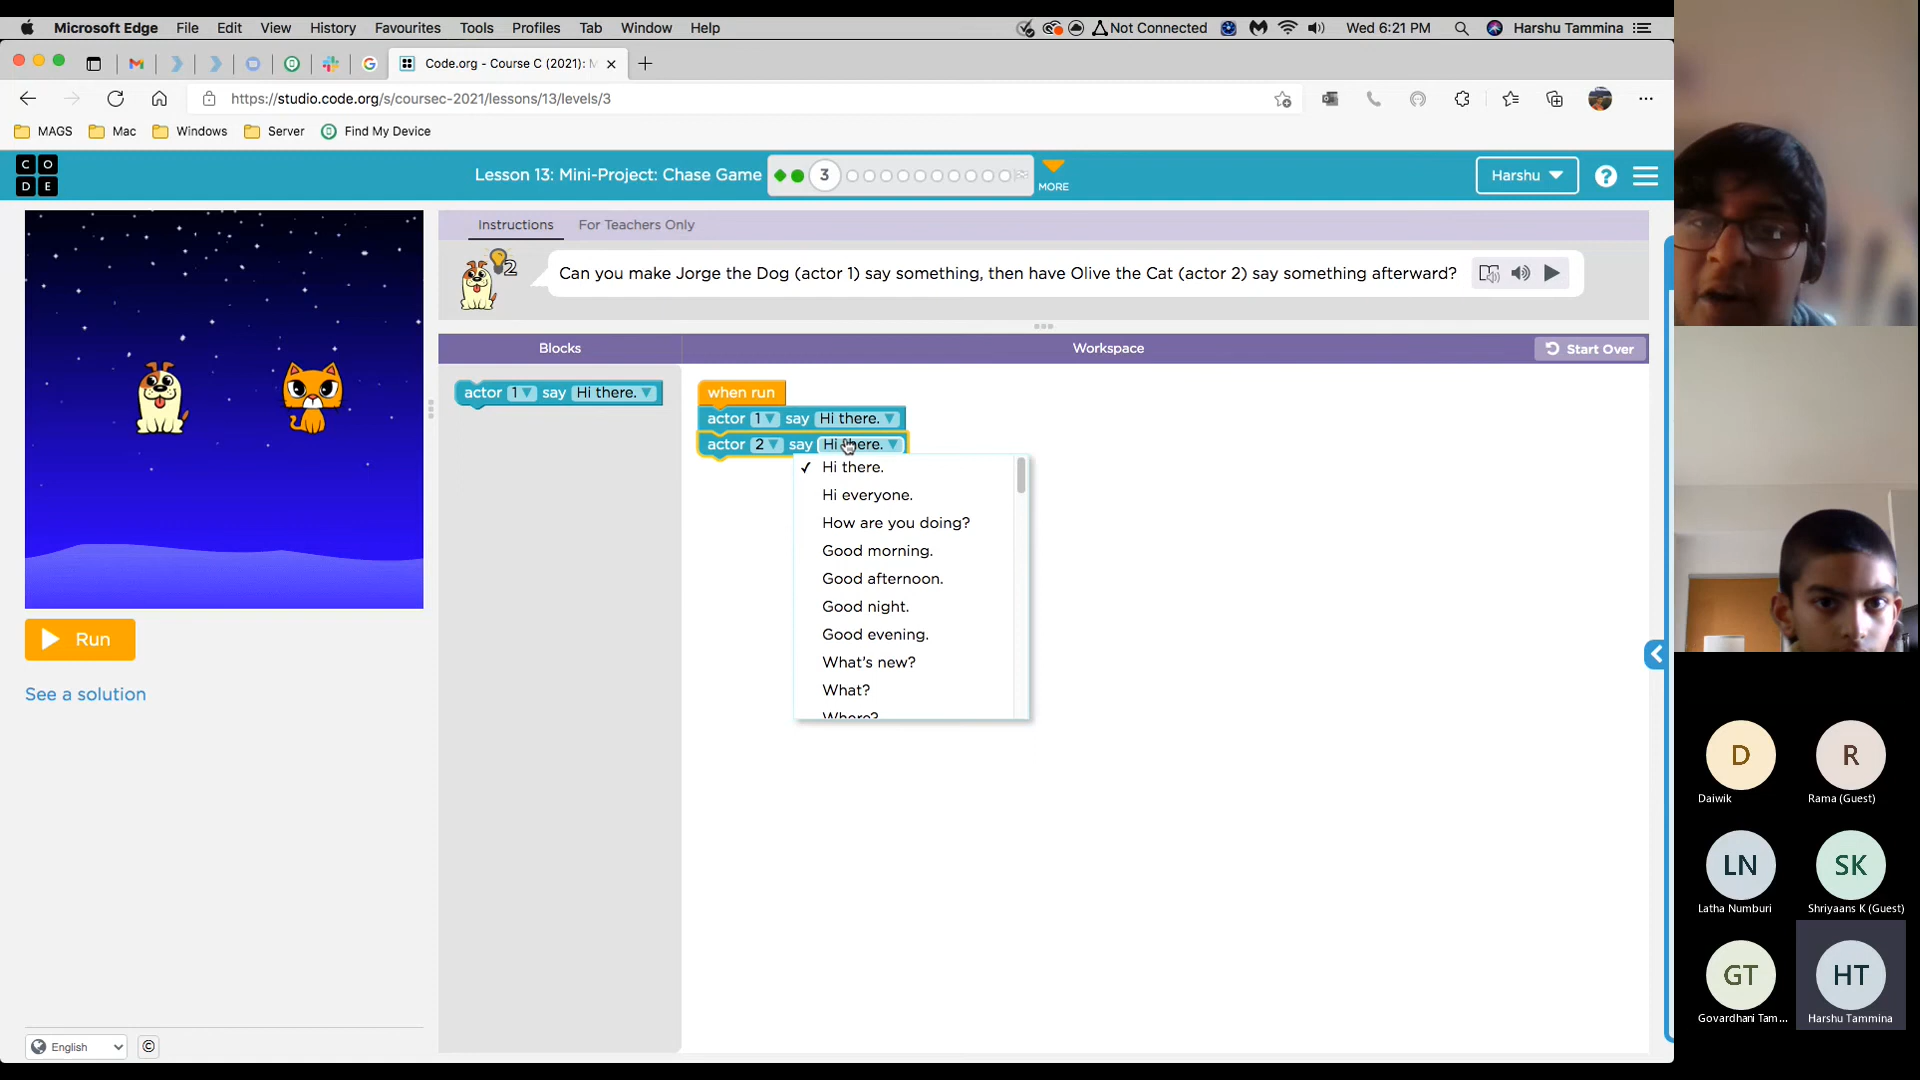 Microsoft Edge File Edit View History Favourites Tools Profiles Tab Window Help Not Connected Wed 6:21 PM Harshu Tammina
Code.org - Course C (2021): M
https://studio.code.org/s/coursec-2021/lessons/13/levels/3
MAGS Mac Windows Server Find My Device
C O D E
Lesson 13: Mini-Project: Chase Game 3 MORE Harshu ?
Instructions For Teachers Only
2
Can you make Jorge the Dog (actor 1) say something, then have Olive the Cat (actor 2) say something afterward?
Blocks Workspace Start Over
actor 1 say Hi there.
when run
actor 1 say Hi there.
actor 2 say Hi there.
✓ Hi there.
Hi everyone.
How are you doing?
Good morning.
Good afternoon.
Good night.
Good evening.
What's new?
What?
Where?
Run
See a solution
English ©
D R
Daiwik Rama (Guest)
LN SK
Latha Numburi Shriyaans K (Guest)
GT HT
Govardhani Tam... Harshu Tammina